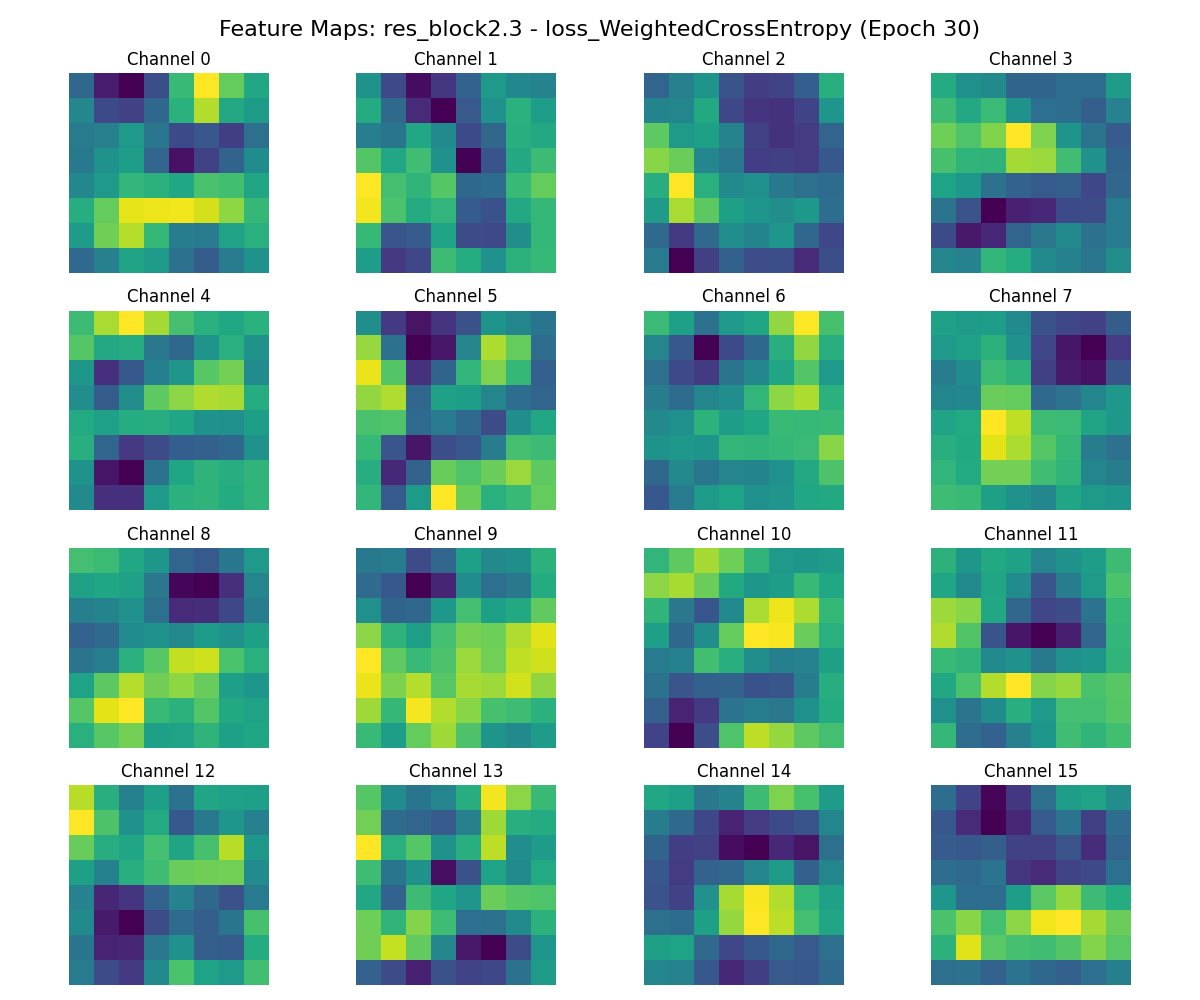 Feature Maps: res_block2.3 - loss_WeightedCrossEntropy (Epoch 30)
Channel 0
Channel 1
Channel 2
Channel 3
Channel 4
Channel 5
Channel 6
Channel 7
Channel 8
Channel 9
Channel 10
Channel 11
Channel 12
Channel 13
Channel 14
Channel 15